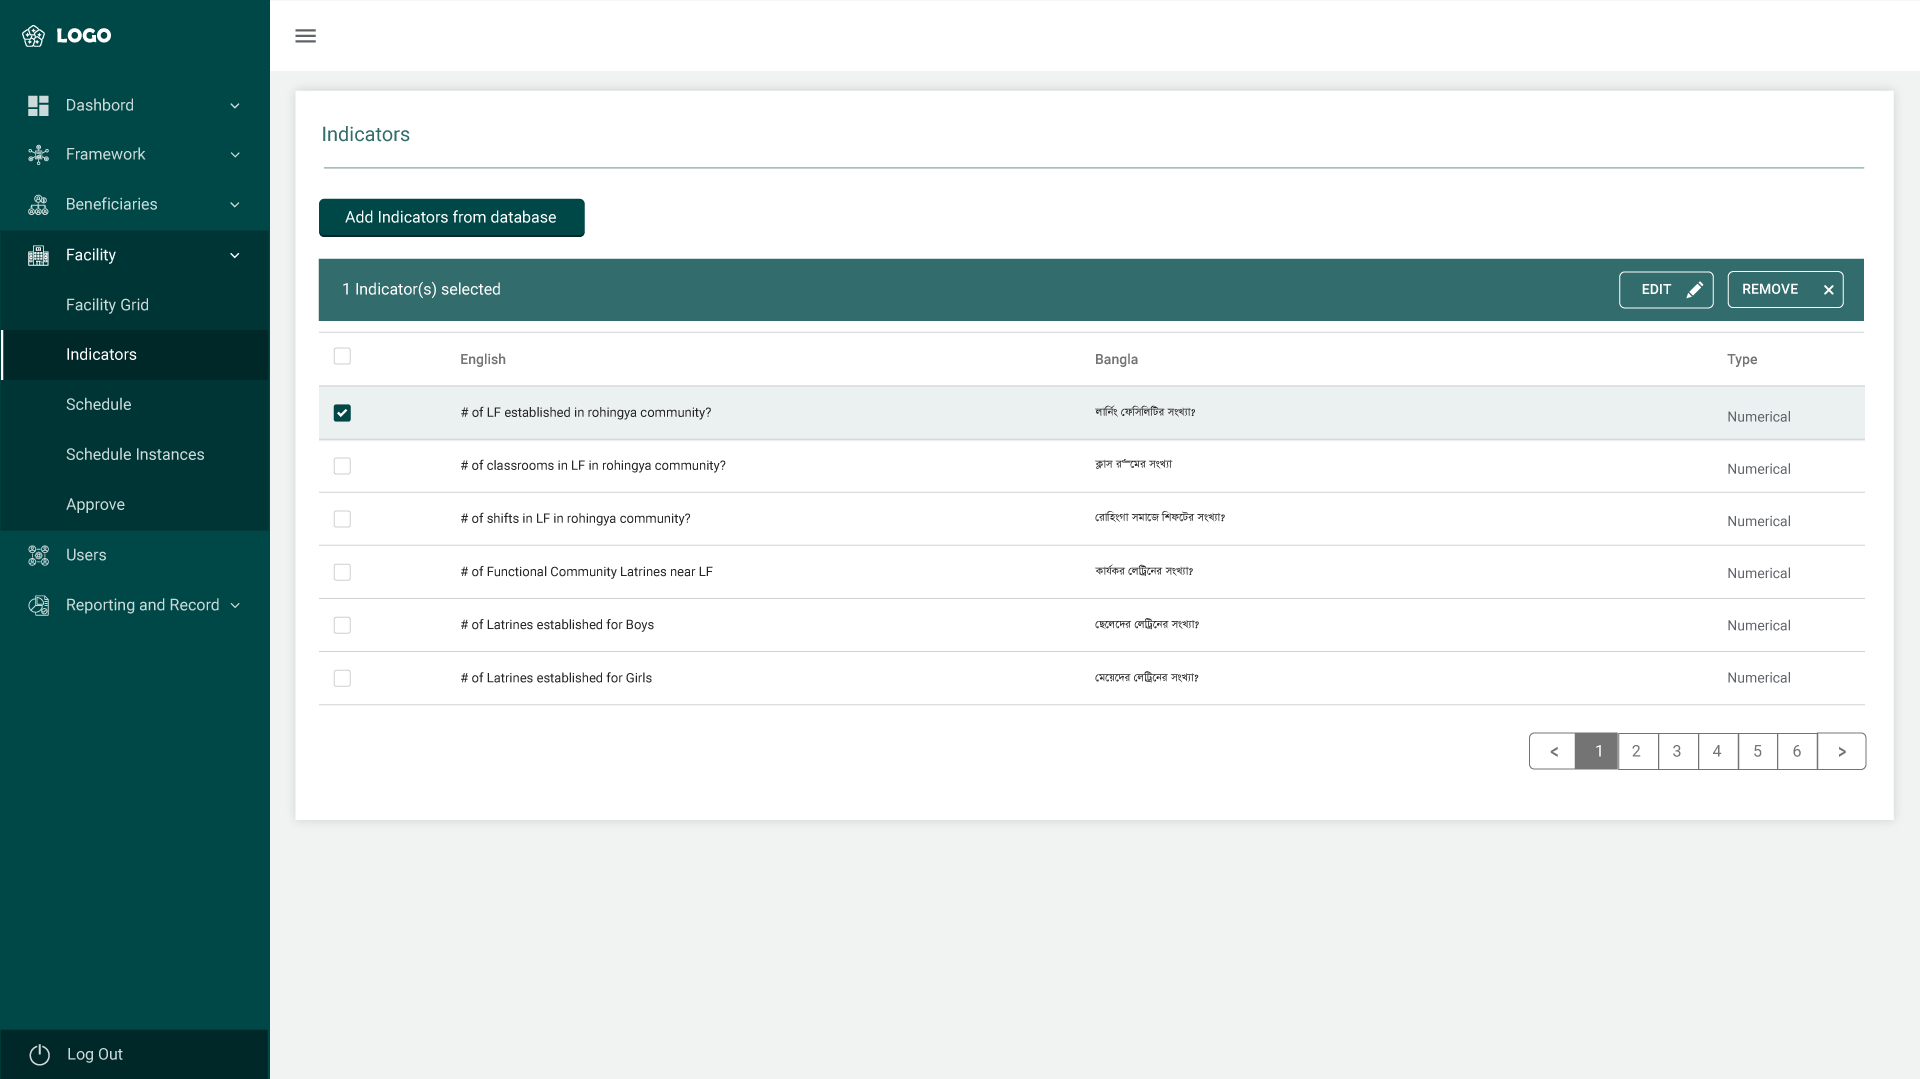 LOGO
Dashbord
Framework
Beneficiaries
Facility
Facility Grid
Indicators
Schedule
Schedule Instances
Approve
Users
Reporting and Record
Log Out
Indicators
Add Indicators from database
1 Indicator(s) selected EDIT REMOVE
English Bangla Type
# of LF established in rohingya community? লার্নিং ফেসিলিটির সংখ্যা? Numerical
# of classrooms in LF in rohingya community? ক্লাস সংখ্যা Numerical
# of shifts in LF in rohingya community? রোহিংগা সমাজে শিফটের সংখ্যা? Numerical
# of Functional Community Latrines near LF কার্যকর লেট্রিনের সংখ্যা? Numerical
# of Latrines established for Boys ছেলেদের লেট্রিনের সংখ্যা? Numerical
# of Latrines established for Girls মেয়েদের লেট্রিনের সংখ্যা? Numerical
< 1 2 3 4 5 6 >